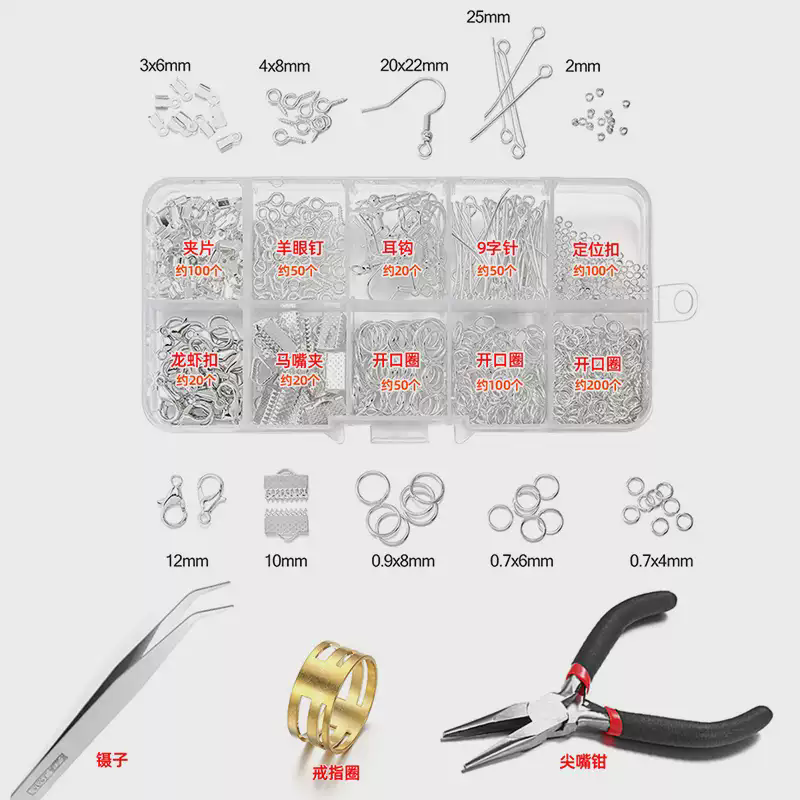 25mm
3x6mm
4x8mm
20x22mm
2mm
夹片
羊眼钉
耳钩
9字针
定位扣
约100个
约50个
约20个
约50个
约100个
龙虾扣
马嘴夹
开口圈
开口圈
开口圈
约20个
约20个
约50个
约100个
约200个
12mm
10mm
0.9x8mm
0.7x6mm
0.7x4mm
镊子
戒指圈
尖嘴钳